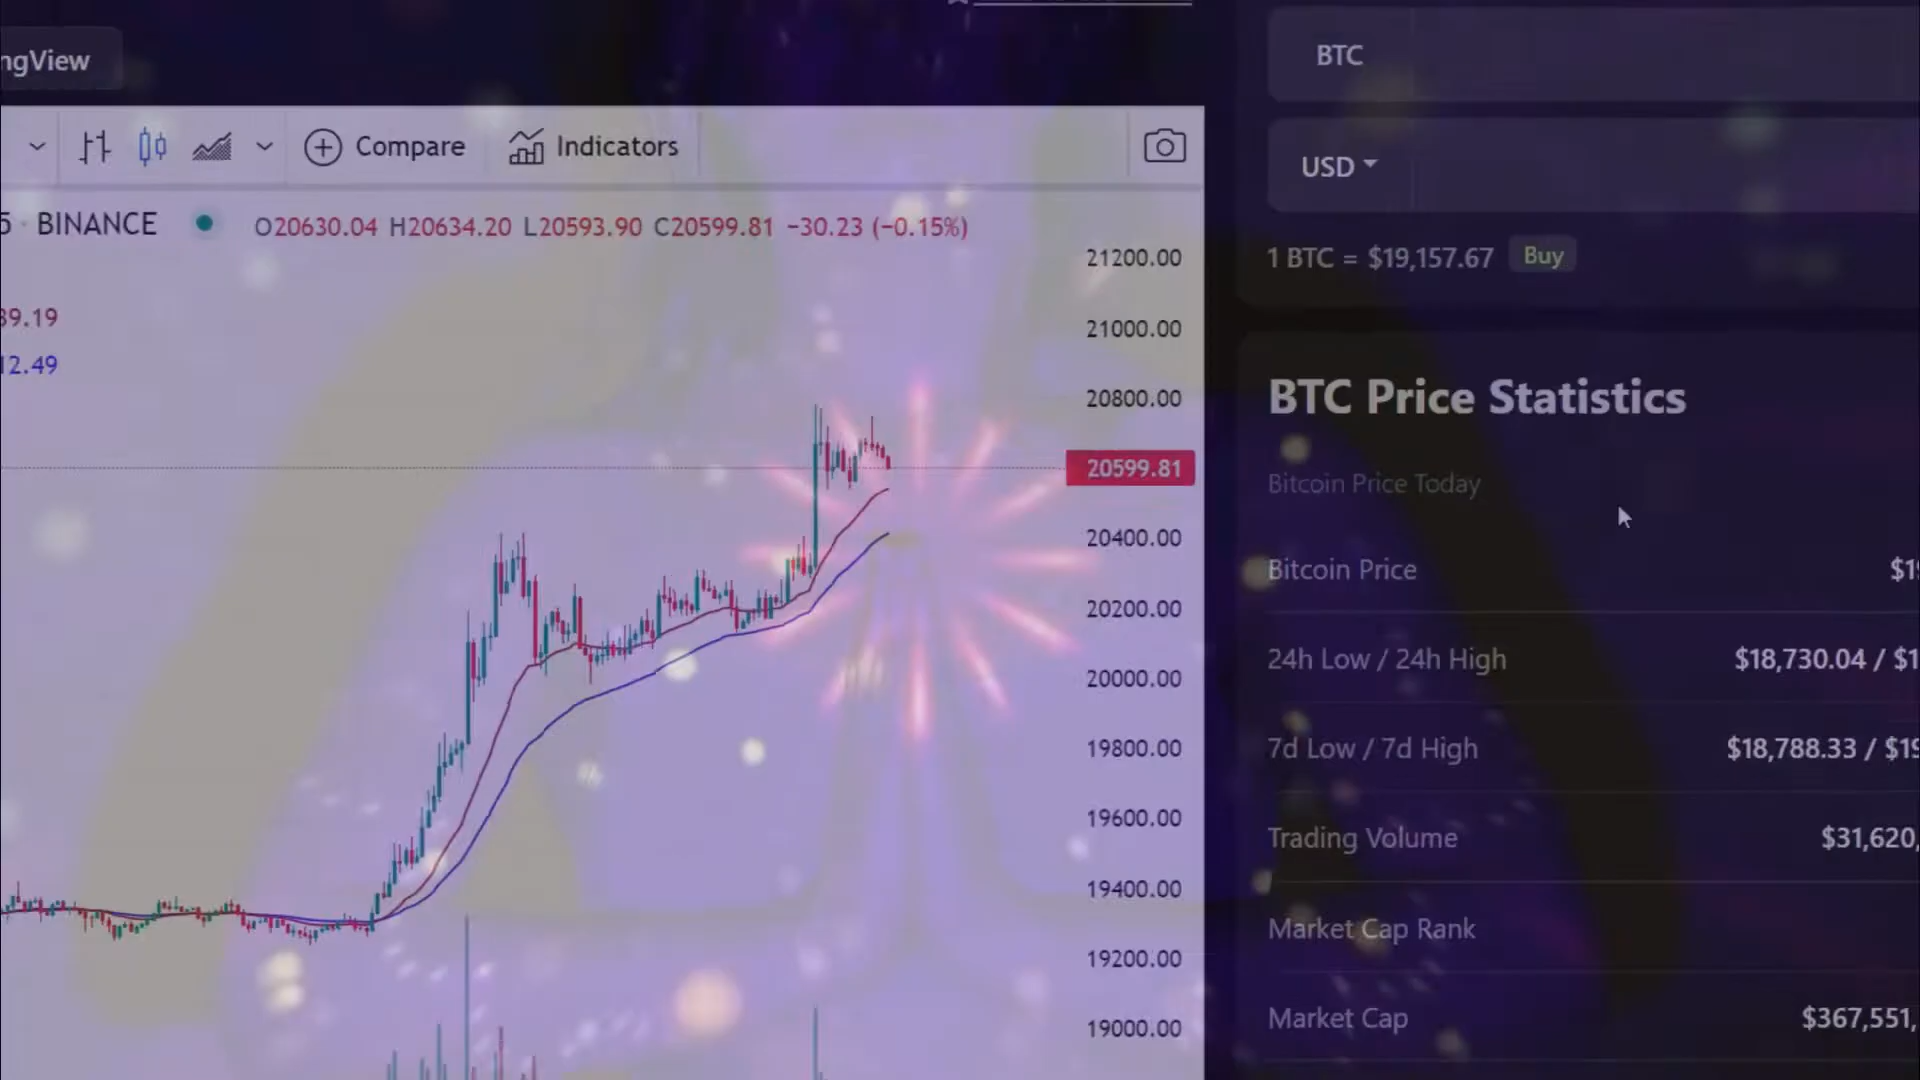 ngView
Compare
Indicators
5 · BINANCE
O20630.04 H20634.20 L20593.90 C20599.81 −30.23 (−0.15%)
39.19
12.49
21200.00
21000.00
20800.00
20599.81
20400.00
20200.00
20000.00
19800.00
19600.00
19400.00
19200.00
19000.00
BTC
USD
1 BTC = $19,157.67 Buy
BTC Price Statistics
Bitcoin Price Today
Bitcoin Price $19
24h Low / 24h High $18,730.04 / $1
7d Low / 7d High $18,788.33 / $19
Trading Volume $31,620,
Market Cap Rank
Market Cap $367,551,